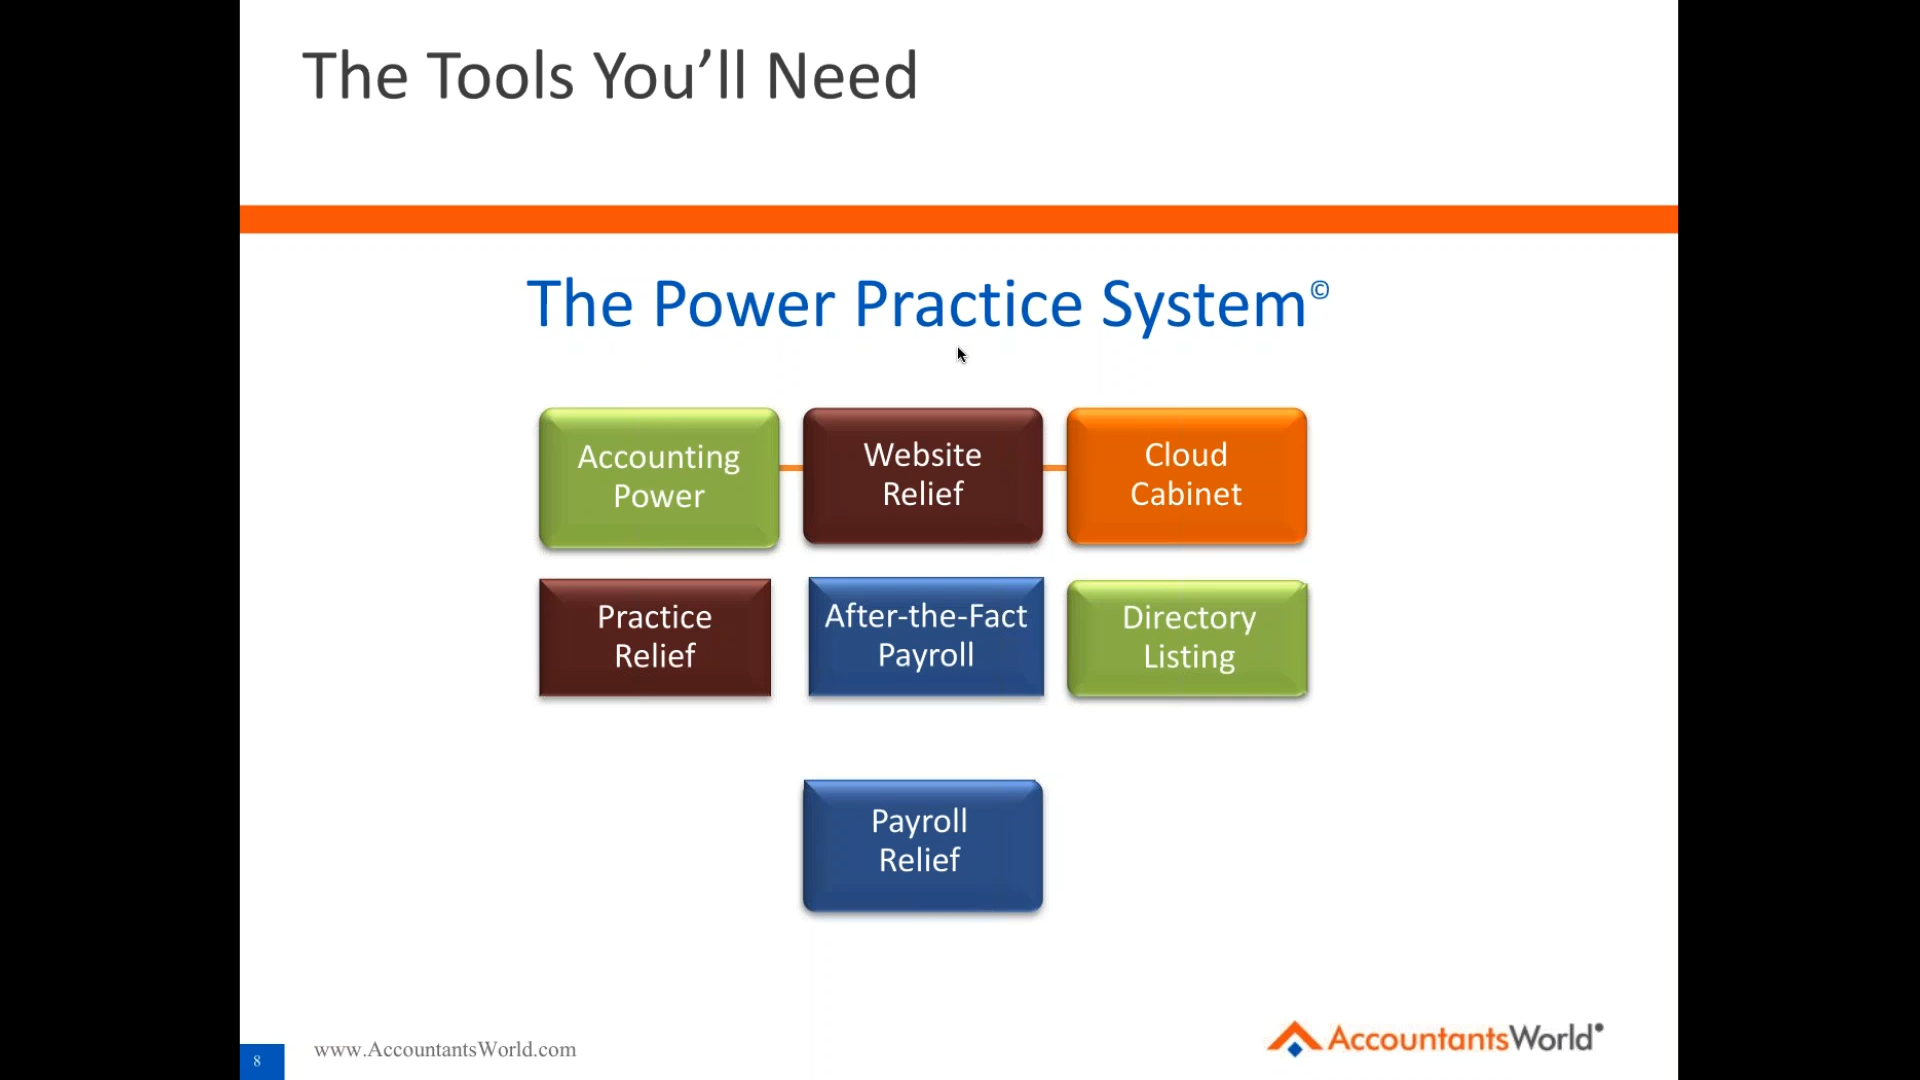 The Tools You’ll Need
The Power Practice System©
Accounting
Power
Website
Relief
Cloud
Cabinet
Practice
Relief
After-the-Fact
Payroll
Directory
Listing
Payroll
Relief
8
www.AccountantsWorld.com
AccountantsWorld